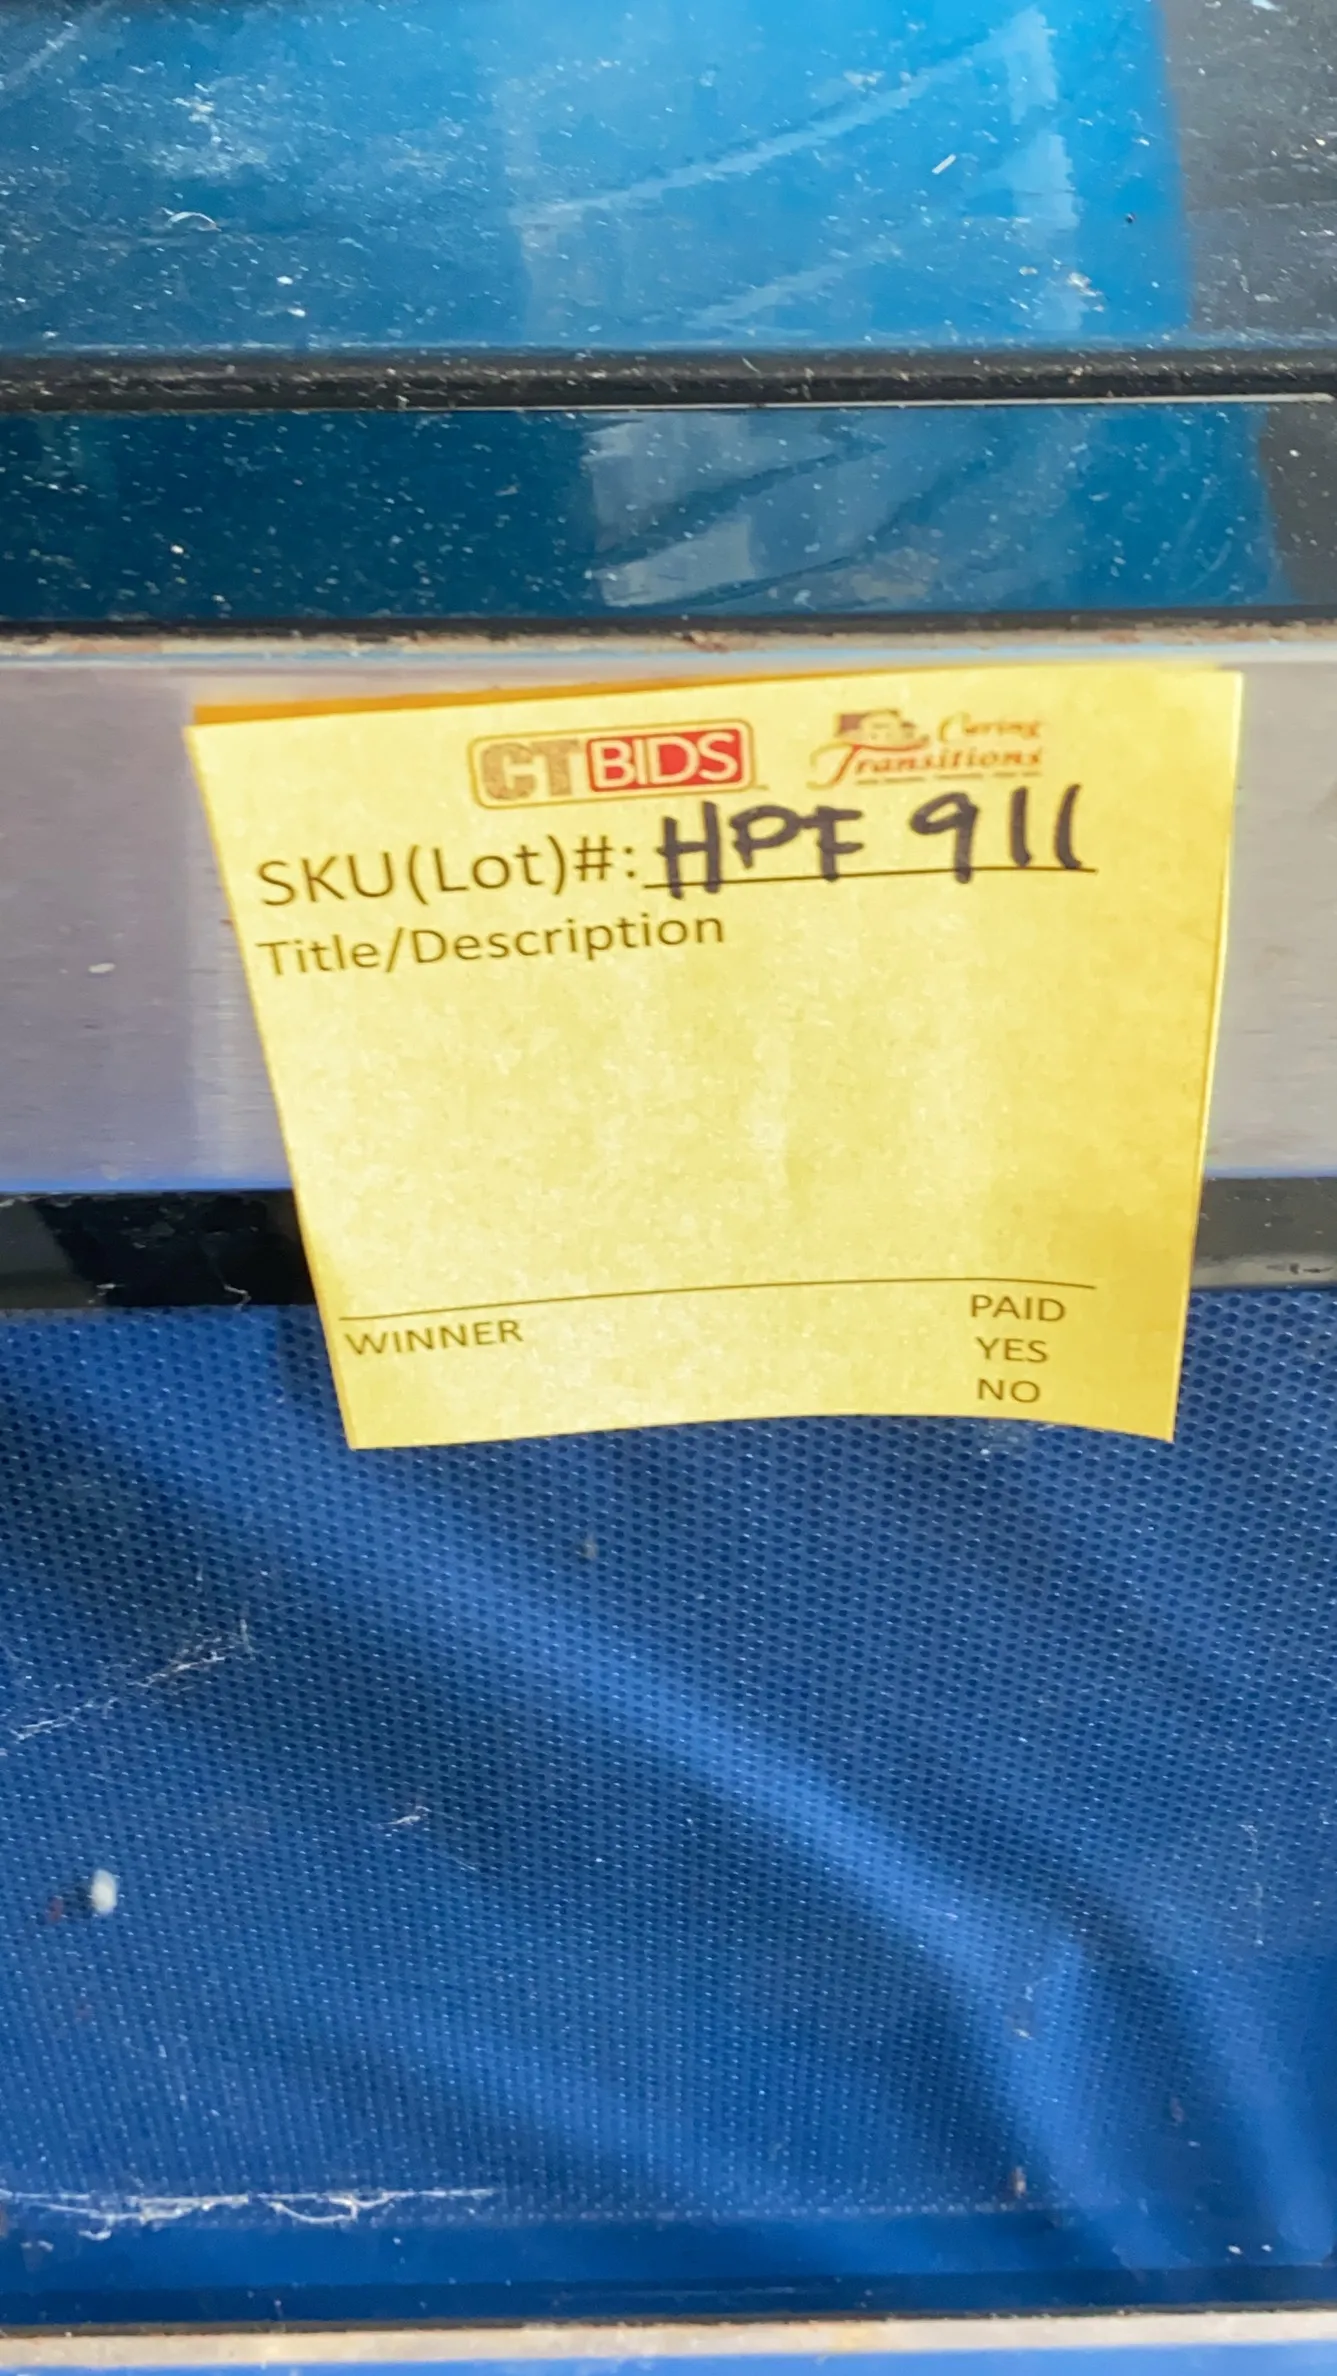 CTBIDS
Caring
Transitions
SKU(Lot)#: HPF 911
Title/Description
WINNER
PAID
YES
NO